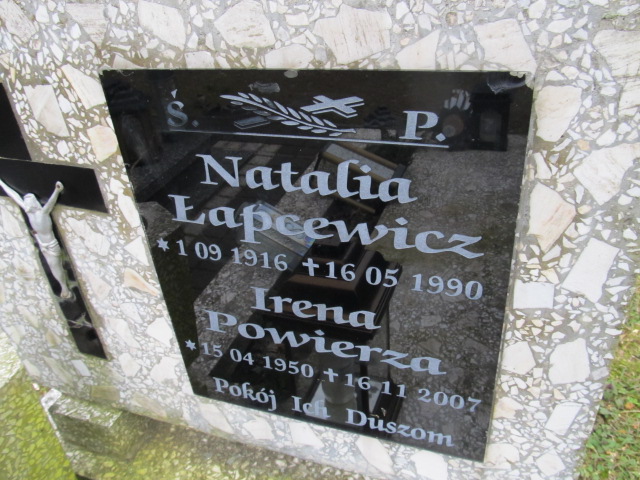 Ś. P.
Natalia
Łapcewicz
* 1 09 1916 + 16 05 1990
Irena
Powierza
* 15 04 1950 + 16 11 2007
Pokój Ich Duszom